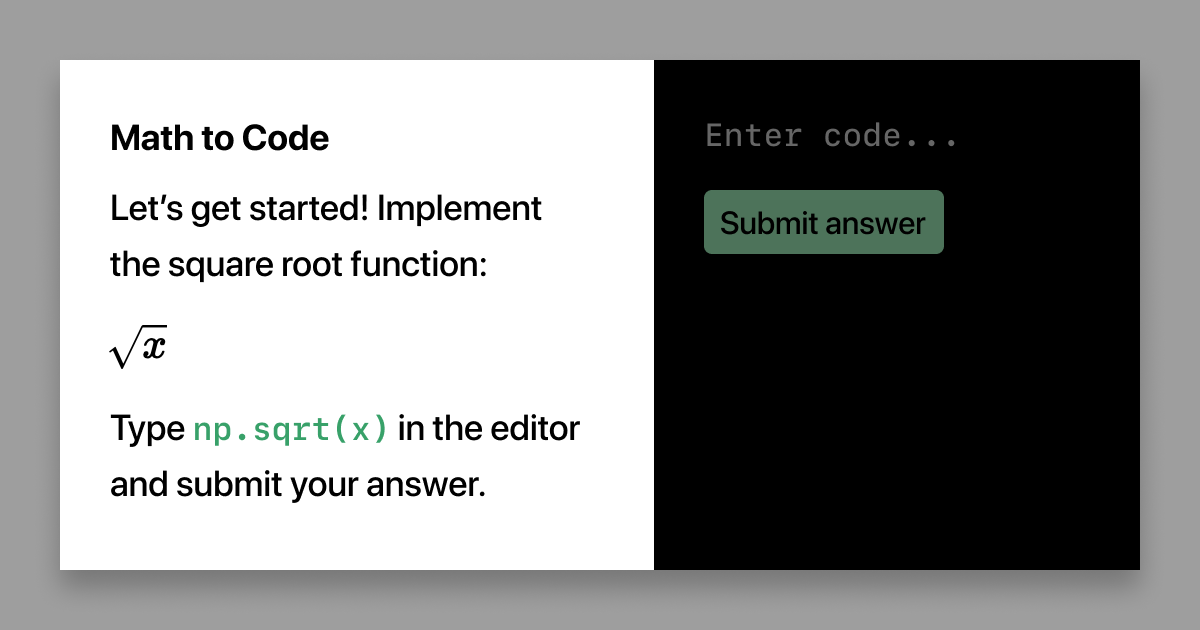 Math to Code
Let’s get started! Implement
the square root function:
√x
Type np.sqrt(x) in the editor
and submit your answer.
Enter code...
Submit answer